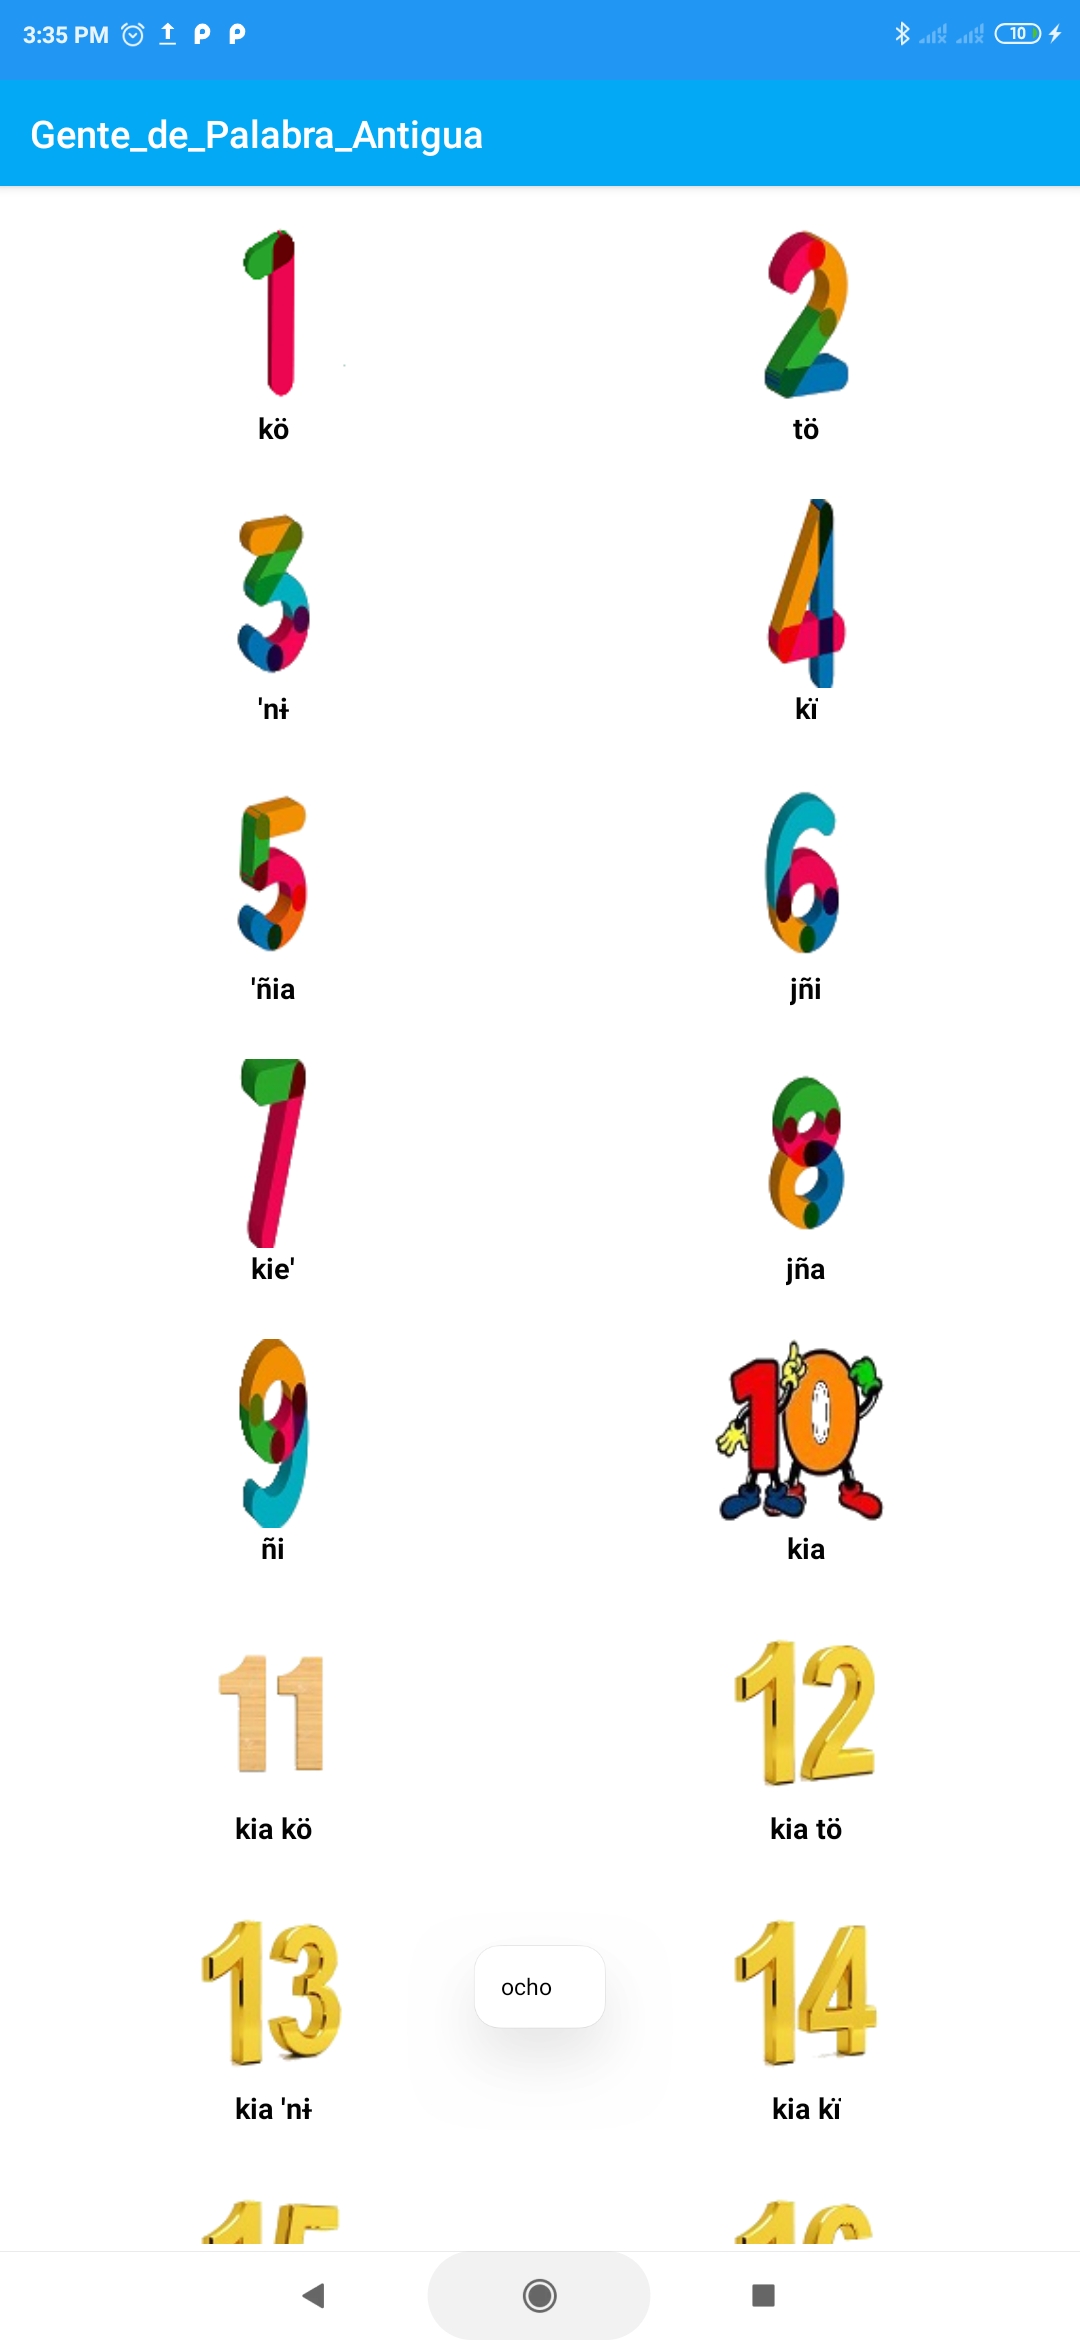 3:35 PM
10
Gente_de_Palabra_Antigua
1 2
kö tö
3 4
'nɨ kï
5 6
'ñia jñi
7 8
kie' jña
9 10
ñi kia
11 12
kia kö kia tö
13 14
ocho
kia 'nɨ kia kï
15 16